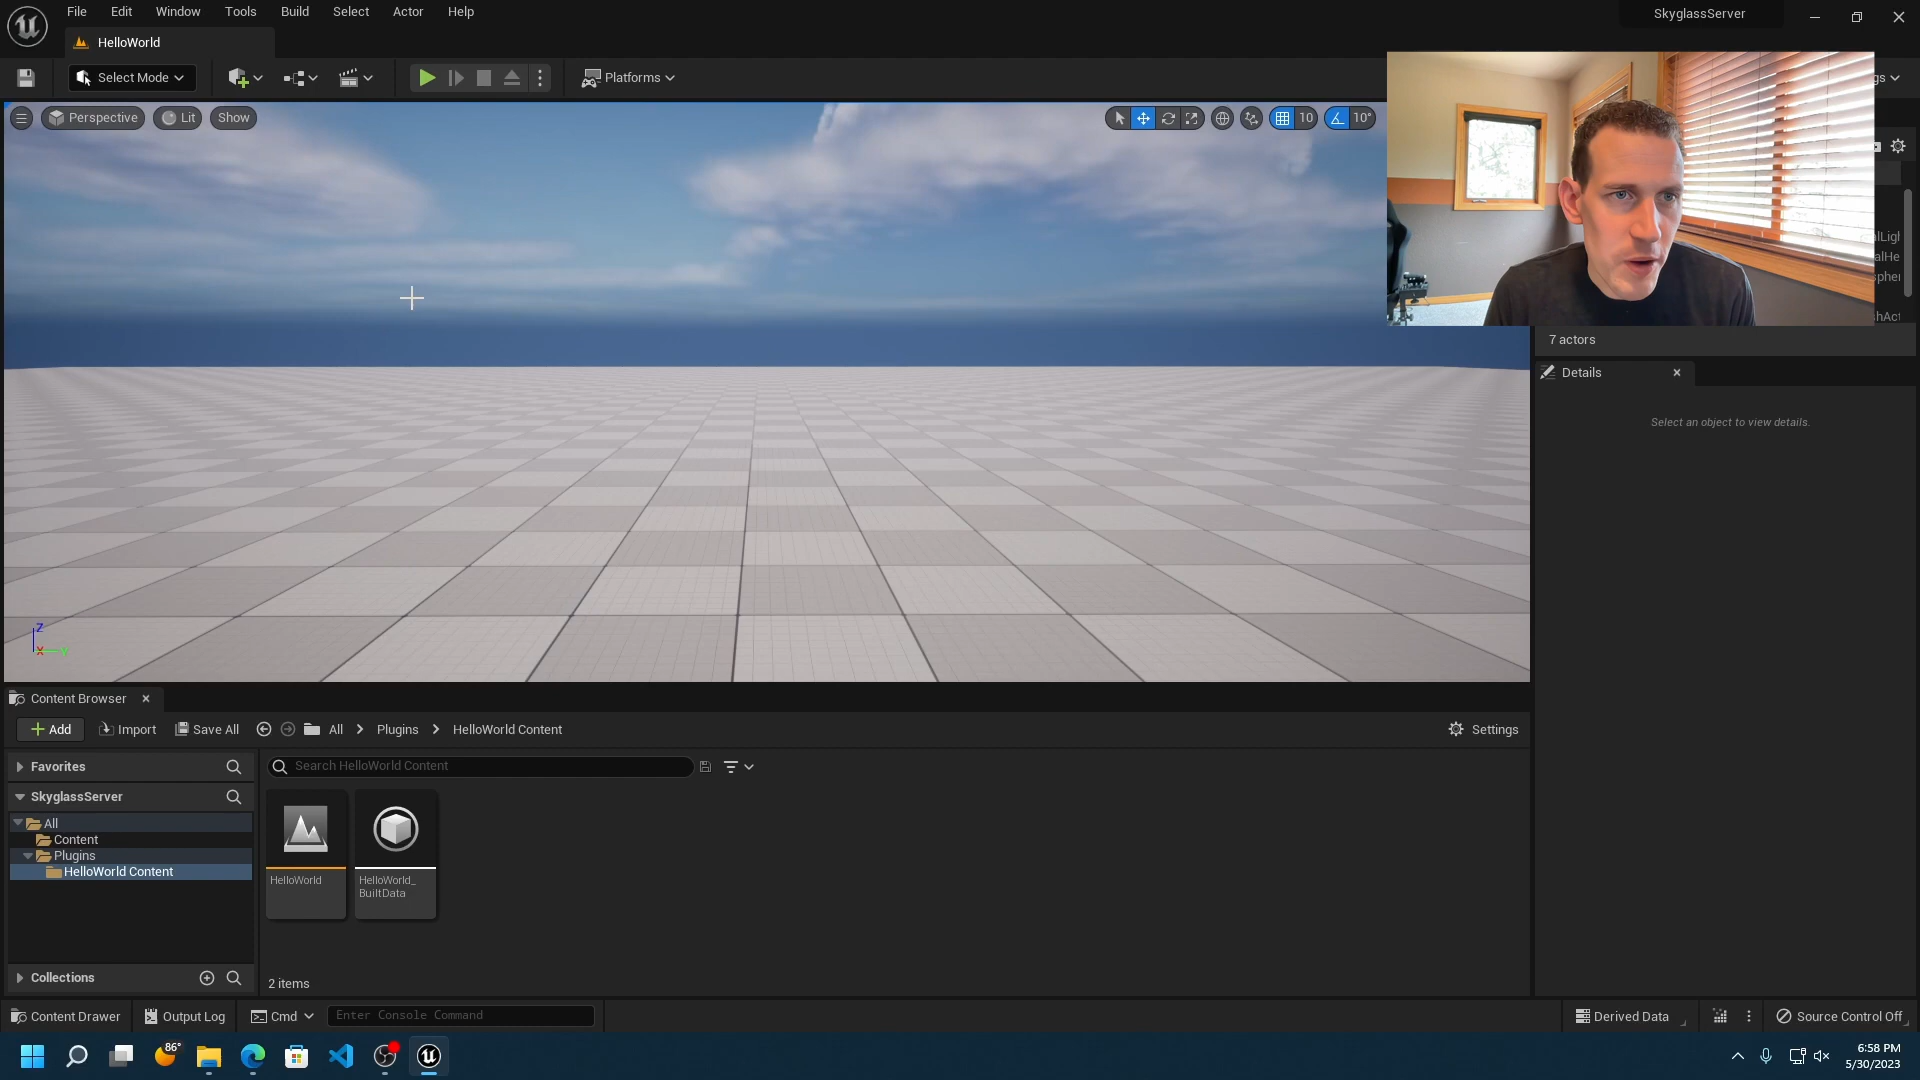 File Edit Window Tools Build Select Actor Help
SkyglassServer
HelloWorld
Select Mode
Platforms
gs
Perspective
Lit
Show
10
10°
alHe
7 actors
Details
Select an object to view details.
Z
X
Content Browser
Add
Import
Save All
All
Plugins
HelloWorld Content
Settings
Favorites
Search HelloWorld Content
SkyglassServer
All
Content
Plugins
HelloWorld Content
HelloWorld
HelloWorld_
BuiltData
Collections
2 items
Content Drawer
Output Log
Cmd
Enter Console Command
Derived Data
Source Control Off
86°
6:58 PM
5/30/2023